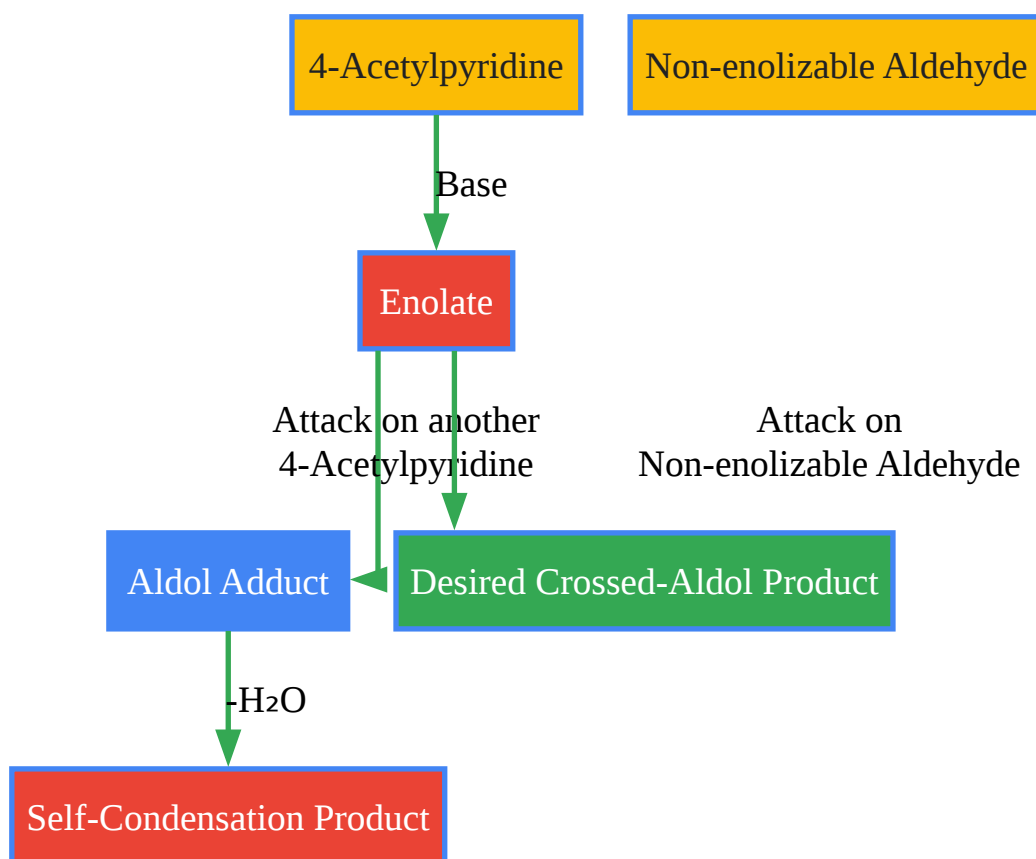 4-Acetylpyridine
Non-enolizable Aldehyde
Base
Enolate
Attack on another
4-Acetylpyridine
Attack on
Non-enolizable Aldehyde
Aldol Adduct
Desired Crossed-Aldol Product
-H₂O
Self-Condensation Product